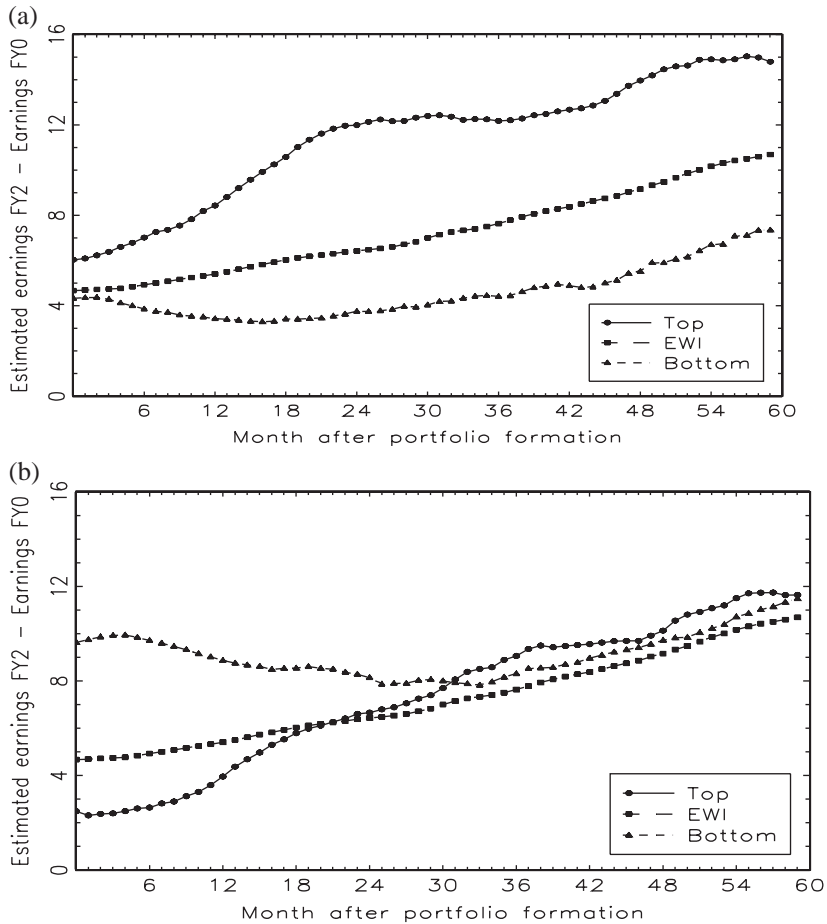 (a)
Estimated earnings FY2 – Earnings FY0
16
12
8
4
0
Top
EWI
Bottom
6 12 18 24 30 36 42 48 54 60
Month after portfolio formation
(b)
Estimated earnings FY2 – Earnings FY0
16
12
8
4
0
Top
EWI
Bottom
6 12 18 24 30 36 42 48 54 60
Month after portfolio formation